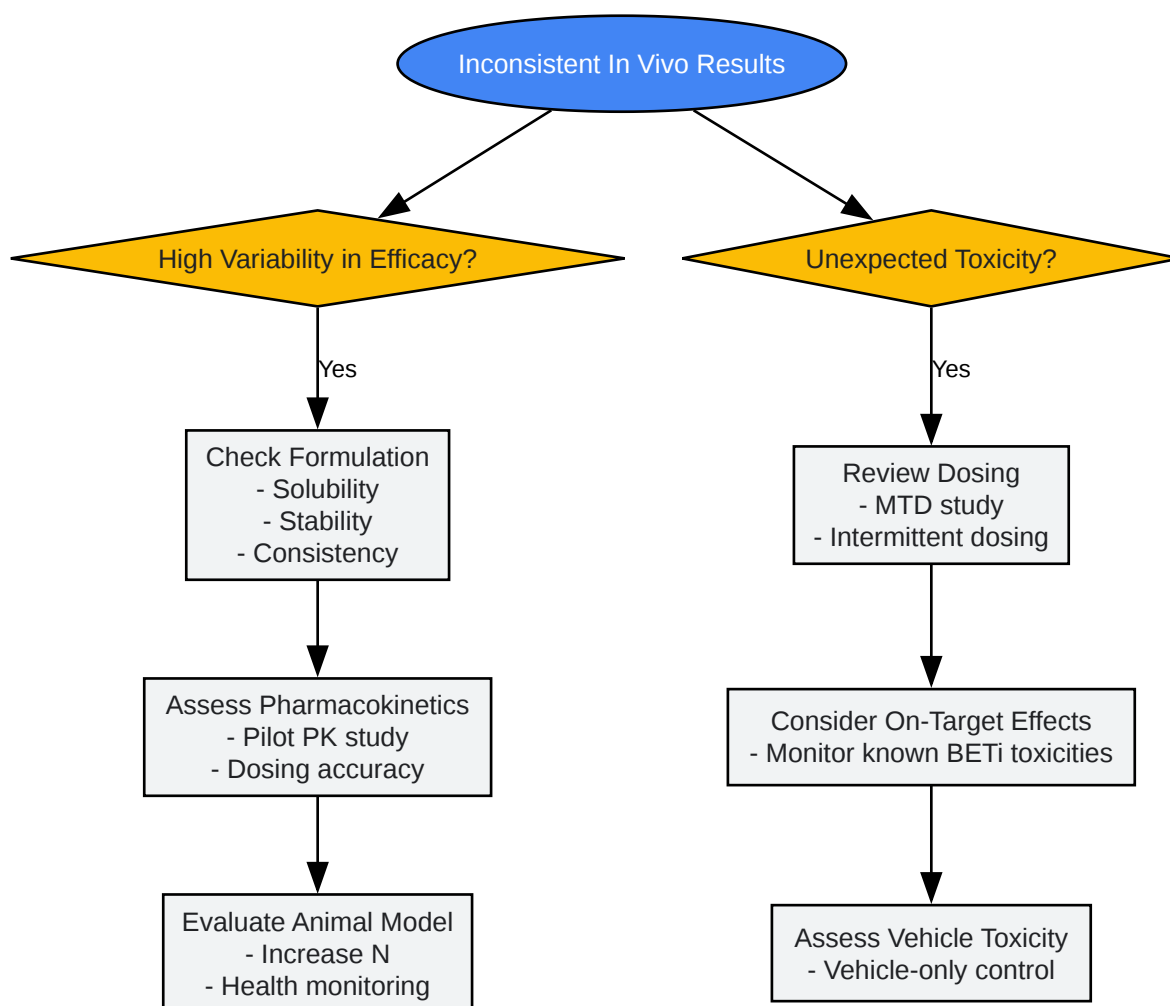 Inconsistent In Vivo Results
High Variability in Efficacy?
Unexpected Toxicity?
Yes
Yes
Check Formulation
- Solubility
- Stability
- Consistency
Review Dosing
- MTD study
- Intermittent dosing
Assess Pharmacokinetics
- Pilot PK study
- Dosing accuracy
Consider On-Target Effects
- Monitor known BETi toxicities
Evaluate Animal Model
- Increase N
- Health monitoring
Assess Vehicle Toxicity
- Vehicle-only control